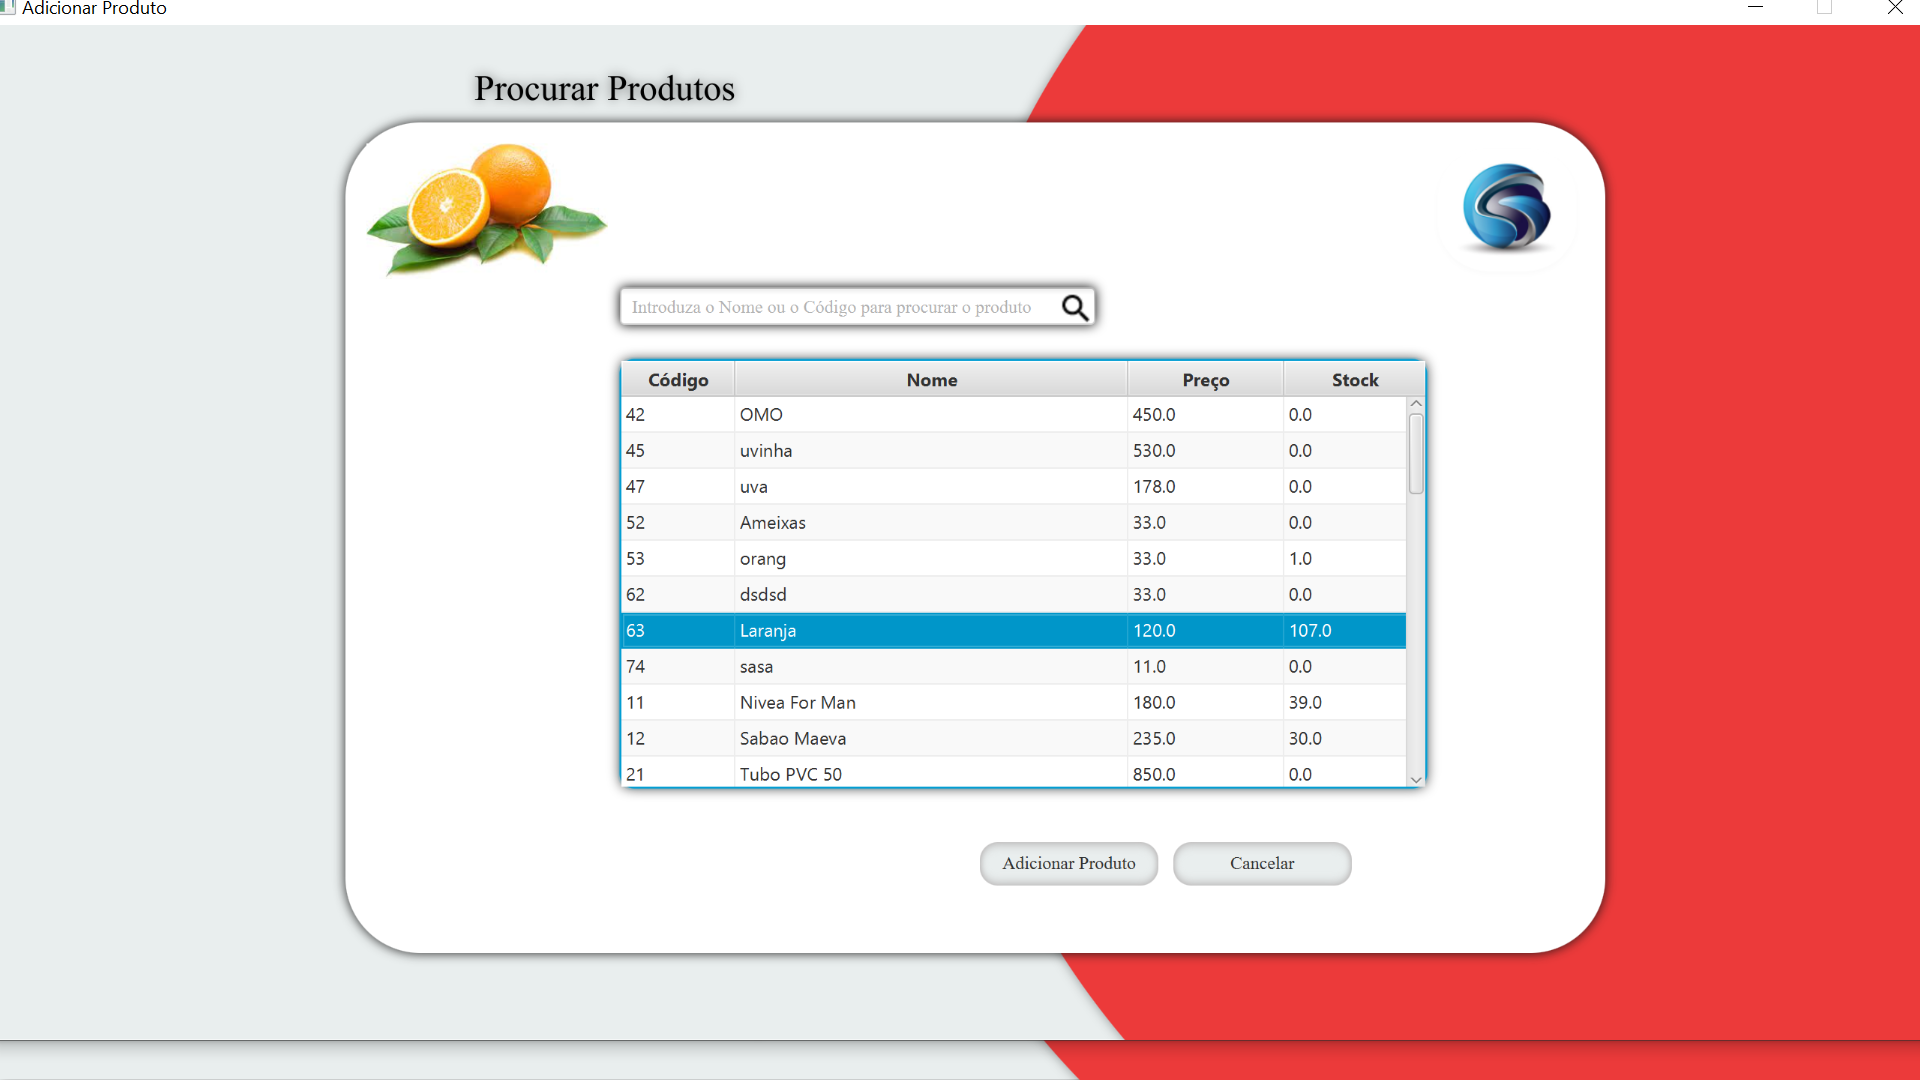 Adicionar Produto
Procurar Produtos
Introduza o Nome ou o Código para procurar o produto
Código Nome Preço Stock
42 OMO 450.0 0.0
45 uvinha 530.0 0.0
47 uva 178.0 0.0
52 Ameixas 33.0 0.0
53 orang 33.0 1.0
62 dsdsd 33.0 0.0
63 Laranja 120.0 107.0
74 sasa 11.0 0.0
11 Nivea For Man 180.0 39.0
12 Sabao Maeva 235.0 30.0
21 Tubo PVC 50 850.0 0.0
Adicionar Produto Cancelar